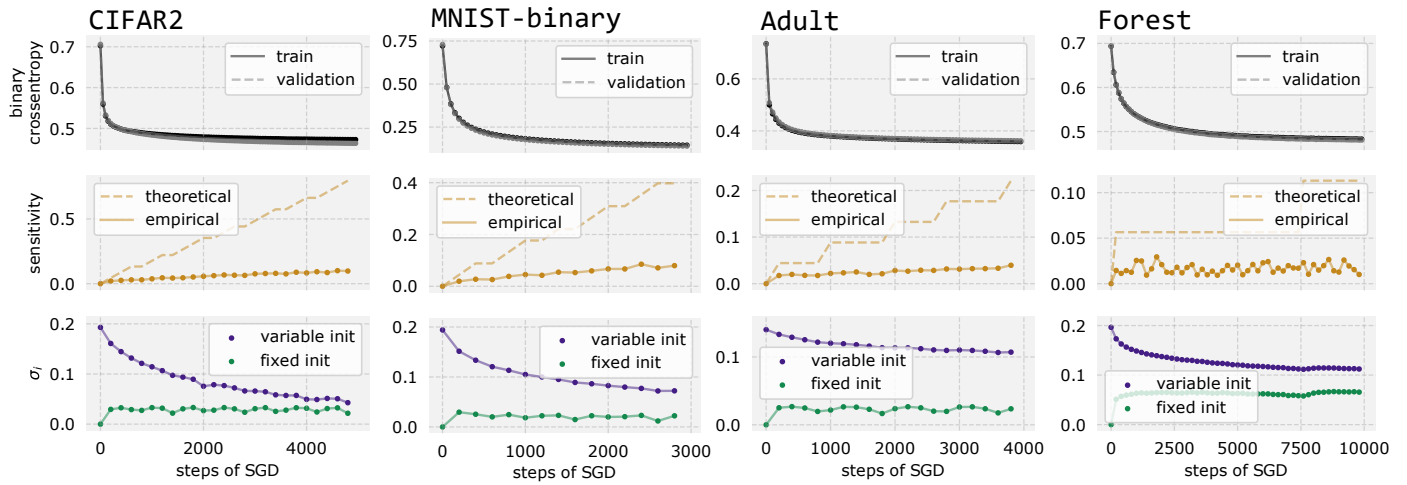 CIFAR2
MNIST-binary
Adult
Forest
binary
crossentropy
0.7
0.6
0.5
train
validation
0.75
0.50
0.25
train
validation
0.6
0.4
train
validation
0.7
0.6
0.5
train
validation
sensitivity
0.5
0.0
theoretical
empirical
0.4
0.2
0.0
theoretical
empirical
0.2
0.1
0.0
theoretical
empirical
0.10
0.05
0.00
theoretical
empirical
σi
0.2
0.1
0.0
variable init
fixed init
0 2000 4000
steps of SGD
0.2
0.1
0.0
variable init
fixed init
0 1000 2000 3000
steps of SGD
0.1
0.0
variable init
fixed init
0 1000 2000 3000 4000
steps of SGD
0.2
0.1
0.0
variable init
fixed init
0 2500 5000 7500 10000
steps of SGD